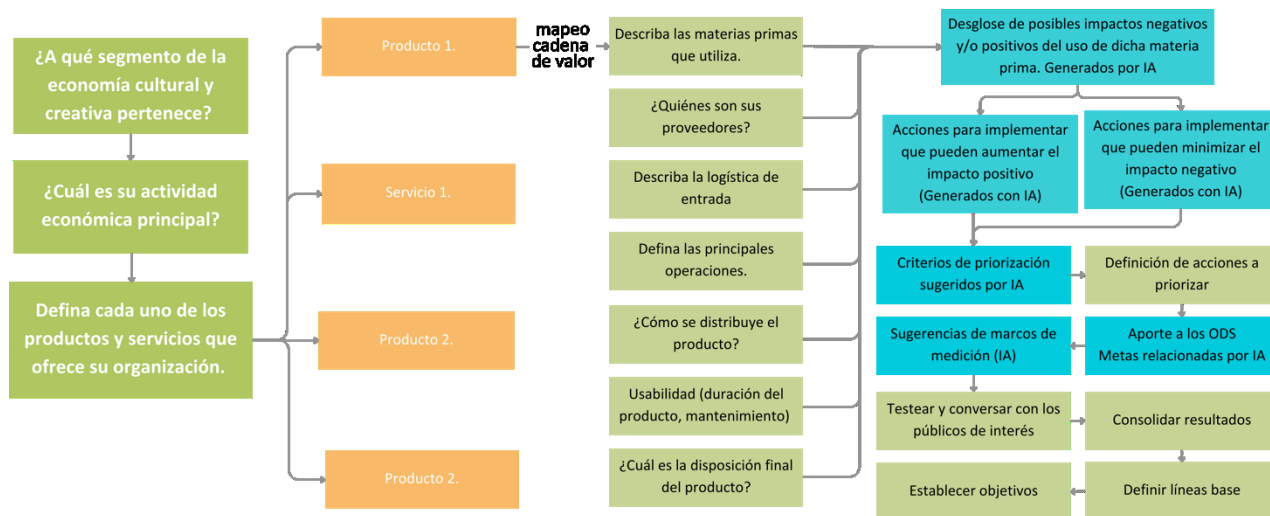 ¿A qué segmento de la
economía cultural y
creativa pertenece?
¿Cuál es su actividad
económica principal?
Defina cada uno de los
productos y servicios que
ofrece su organización.
Producto 1.
Servicio 1.
Producto 2.
Producto 2.
mapeo
cadena
de valor
Describa las materias primas
que utiliza.
¿Quiénes son sus
proveedores?
Describa la logística de
entrada
Defina las principales
operaciones.
¿Cómo se distribuye el
producto?
Usabilidad (duración del
producto, mantenimiento)
¿Cuál es la disposición final
del producto?
Desglose de posibles impactos negativos
y/o positivos del uso de dicha materia
prima. Generados por IA
Acciones para implementar
que pueden aumentar el
impacto positivo
(Generados con IA)
Acciones para implementar
que pueden minimizar el
impacto negativo
(Generados con IA)
Criterios de priorización
sugeridos por IA
Definición de acciones a
priorizar
Aporte a los ODS
Metas relacionadas por IA
Sugerencias de marcos de
medición (IA)
Testear y conversar con los
públicos de interés
Consolidar resultados
Definir líneas base
Establecer objetivos